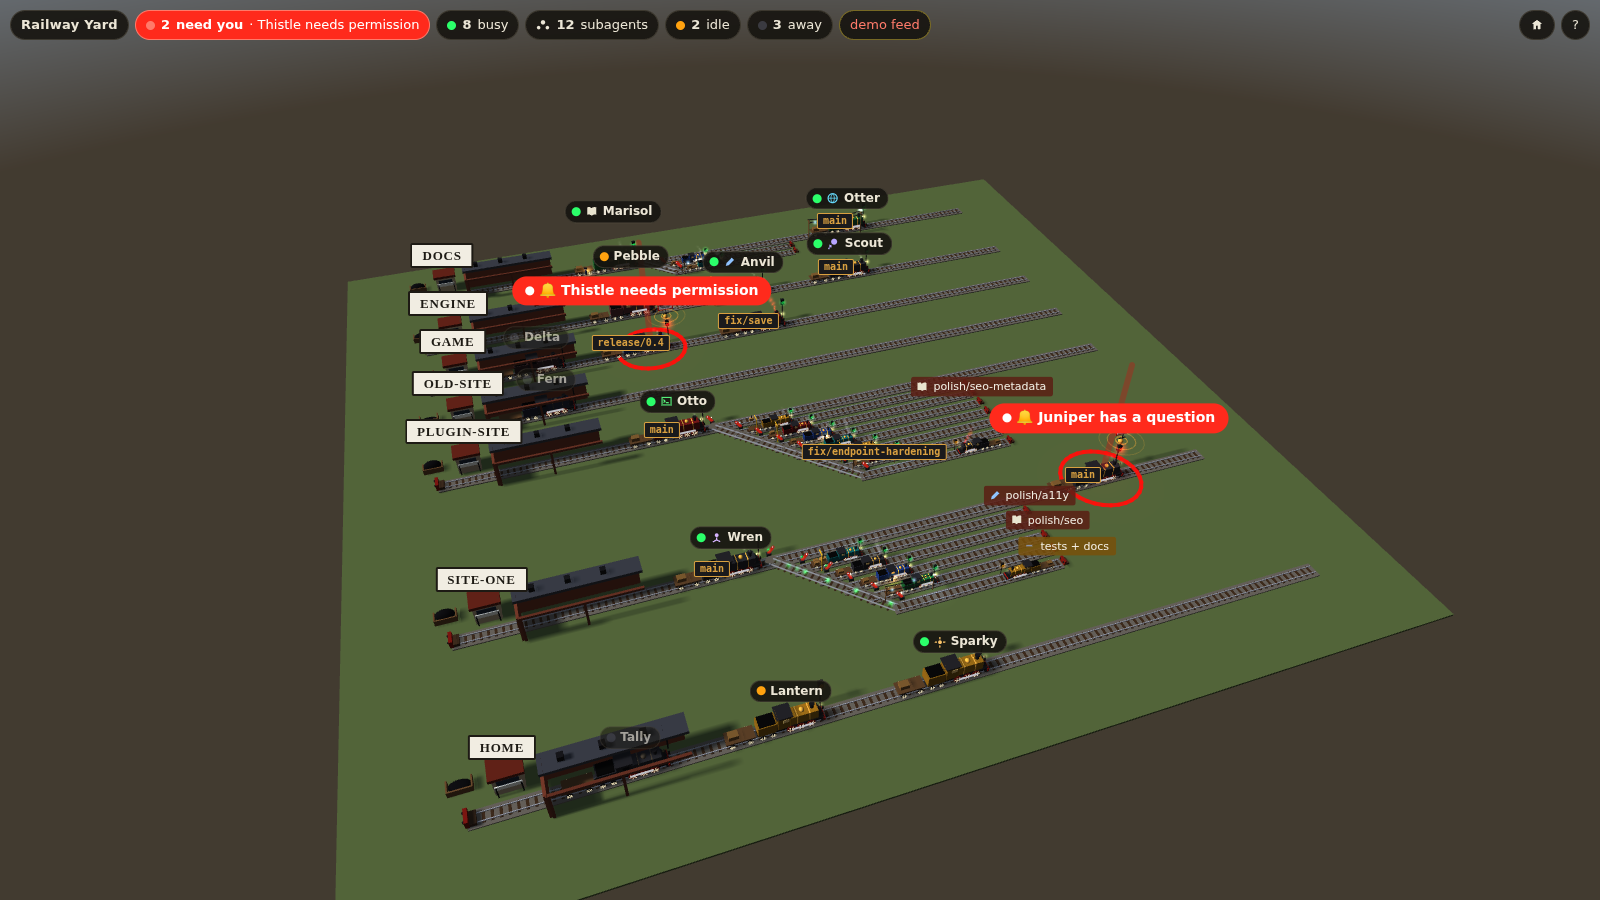 Railway Yard
2 need you · Thistle needs permission
8 busy
12 subagents
2 idle
3 away
demo feed
?
Otter
Marisol
main
Scout
DOCS
Pebble
Anvil
main
Thistle needs permission
ENGINE
fix/save
GAME
Delta
release/0.4
OLD-SITE
Fern
polish/seo-metadata
Otto
Juniper has a question
PLUGIN-SITE
main
fix/endpoint-hardening
main
polish/a11y
polish/seo
Wren
tests + docs
main
SITE-ONE
Sparky
Lantern
Tally
HOME